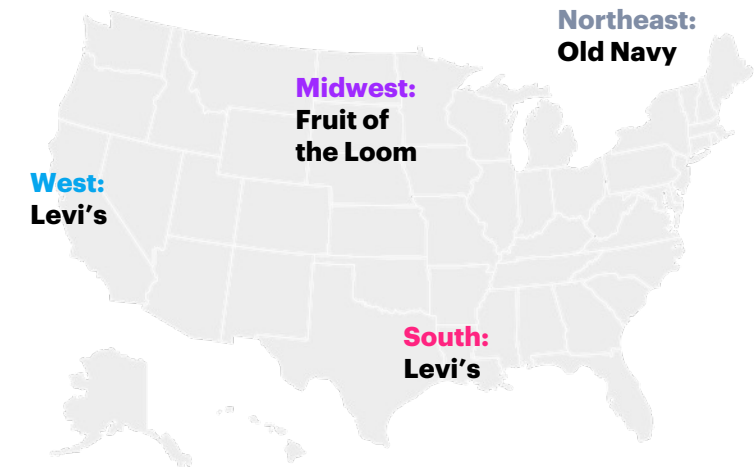 Northeast:
Old Navy
Midwest:
Fruit of
the Loom
West:
Levi’s
South:
Levi’s